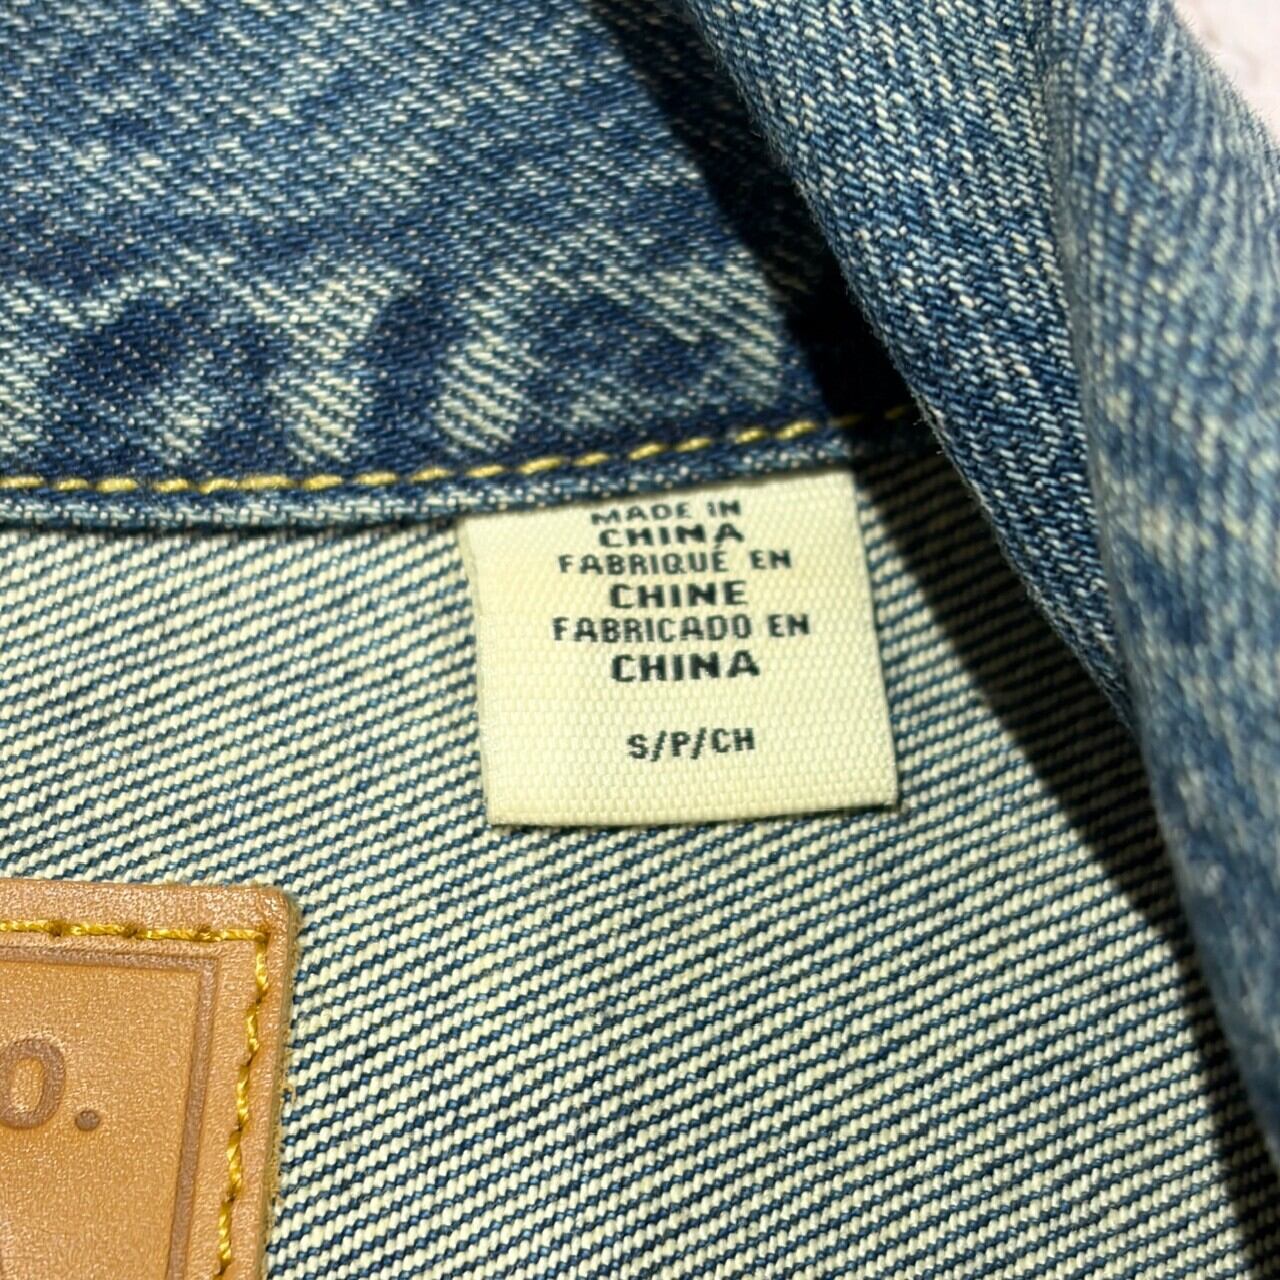 MADE IN
CHINA
FABRIQUÉ EN
CHINE
FABRICADO EN
CHINA
S/P/CH
o.